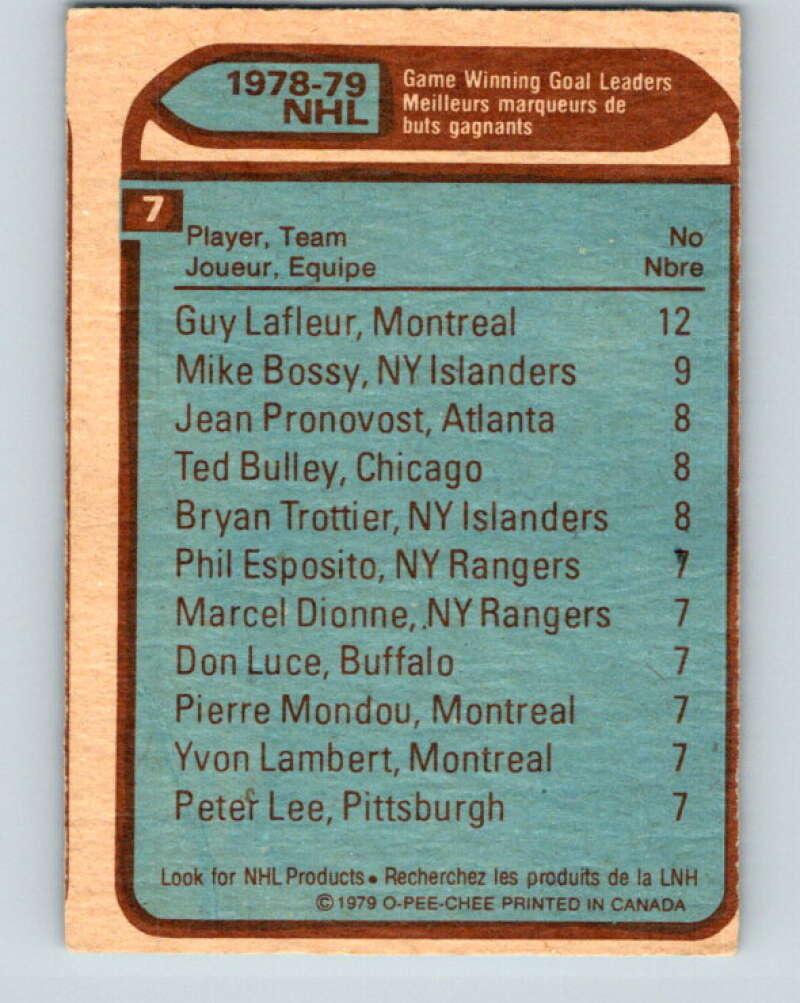 1978-79
NHL
Game Winning Goal Leaders
Meilleurs marqueurs de
buts gagnants
7
Player, Team No
Joueur, Equipe Nbre
Guy Lafleur, Montreal 12
Mike Bossy, NY Islanders 9
Jean Pronovost, Atlanta 8
Ted Bulley, Chicago 8
Bryan Trottier, NY Islanders 8
Phil Esposito, NY Rangers 7
Marcel Dionne, NY Rangers 7
Don Luce, Buffalo 7
Pierre Mondou, Montreal 7
Yvon Lambert, Montreal 7
Peter Lee, Pittsburgh 7
Look for NHL Products • Recherchez les produits de la LNH
© 1979 O-PEE-CHEE PRINTED IN CANADA